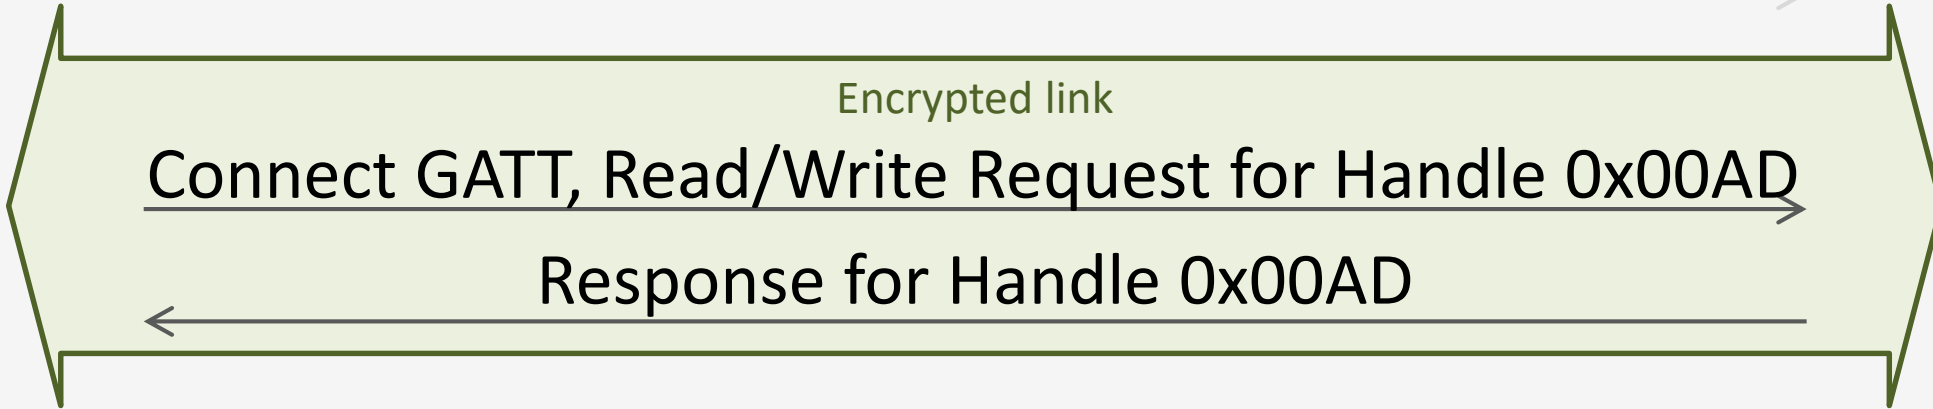 Encrypted link
Connect GATT, Read/Write Request for Handle 0x00AD
Response for Handle 0x00AD